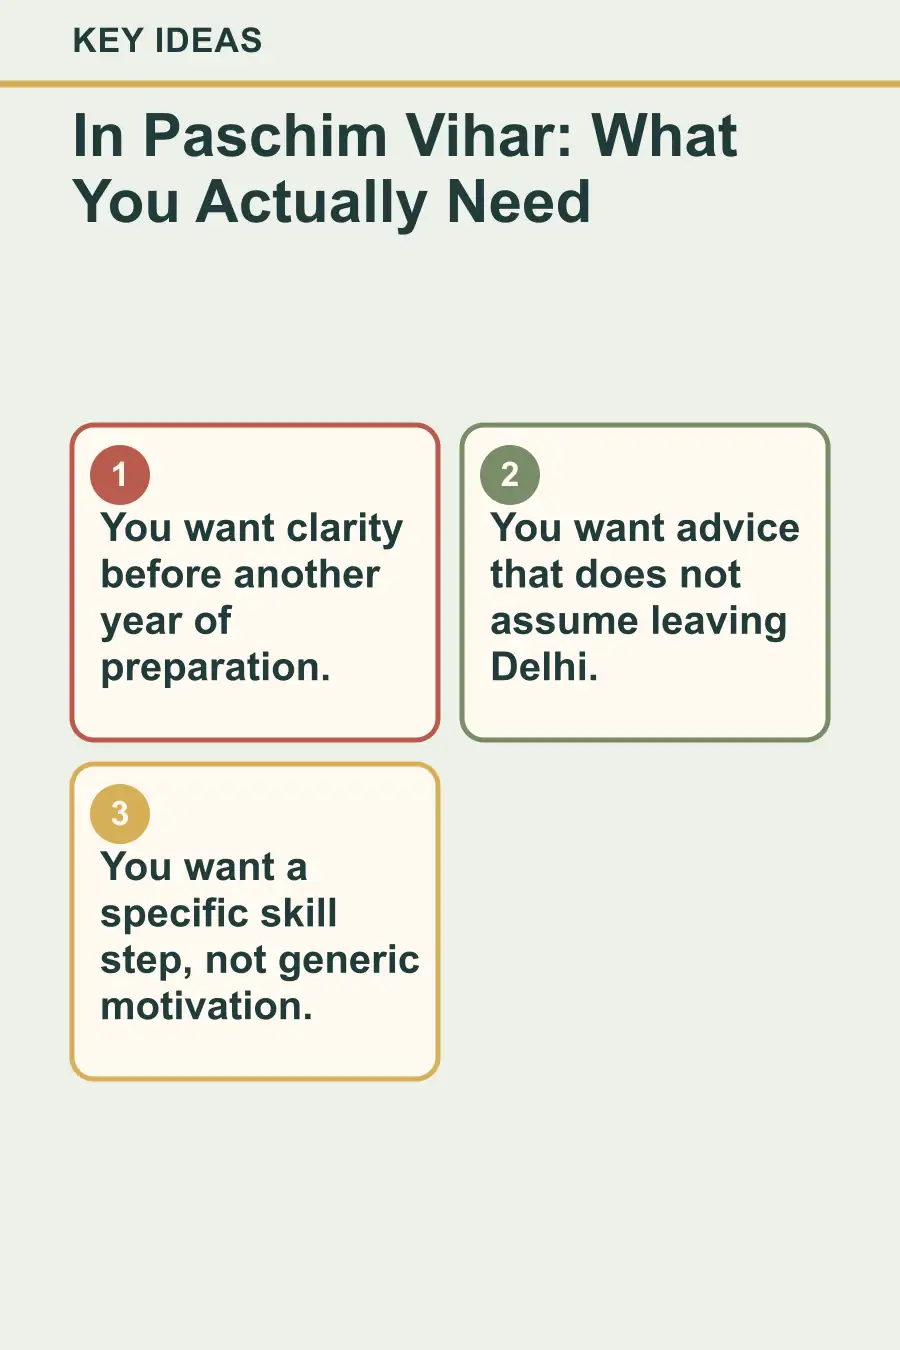 KEY IDEAS
In Paschim Vihar: What
You Actually Need
1
You want clarity
before another
year of
preparation.
2
You want advice
that does not
assume leaving
Delhi.
3
You want a
specific skill
step, not generic
motivation.